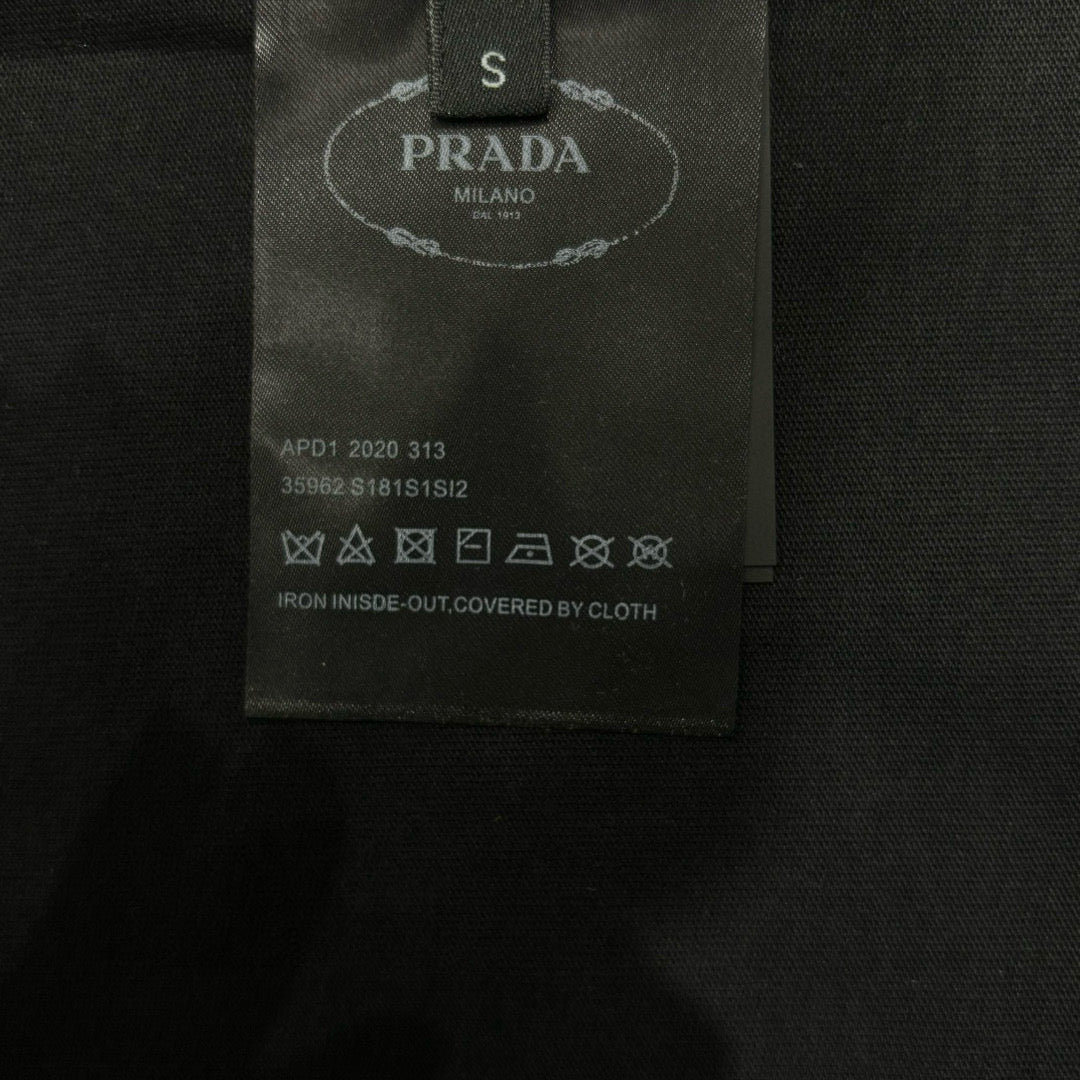 S
PRADA
MILANO
DAL 1913
APD1 2020 313
35962 S181S1SI2
IRON INISDE-OUT,COVERED BY CLOTH